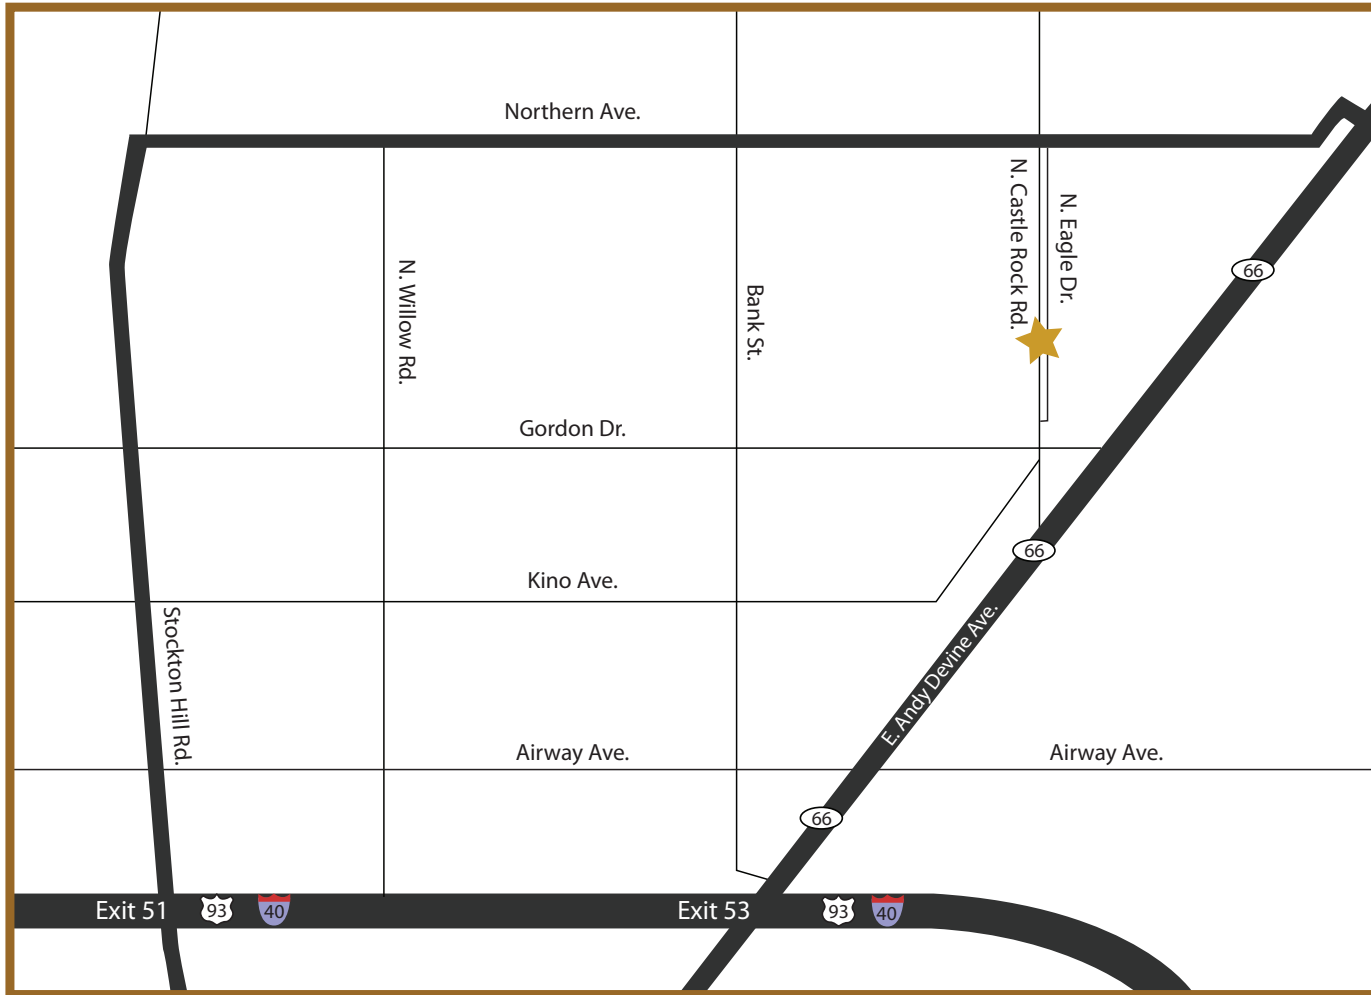 Northern Ave.
N. Castle Rock Rd.
N. Eagle Dr.
66
N. Willow Rd.
Bank St.
Gordon Dr.
66
Kino Ave.
Stockton Hill Rd.
E. Andy Devine Ave.
Airway Ave.
Airway Ave.
66
Exit 51
93
40
Exit 53
93
40